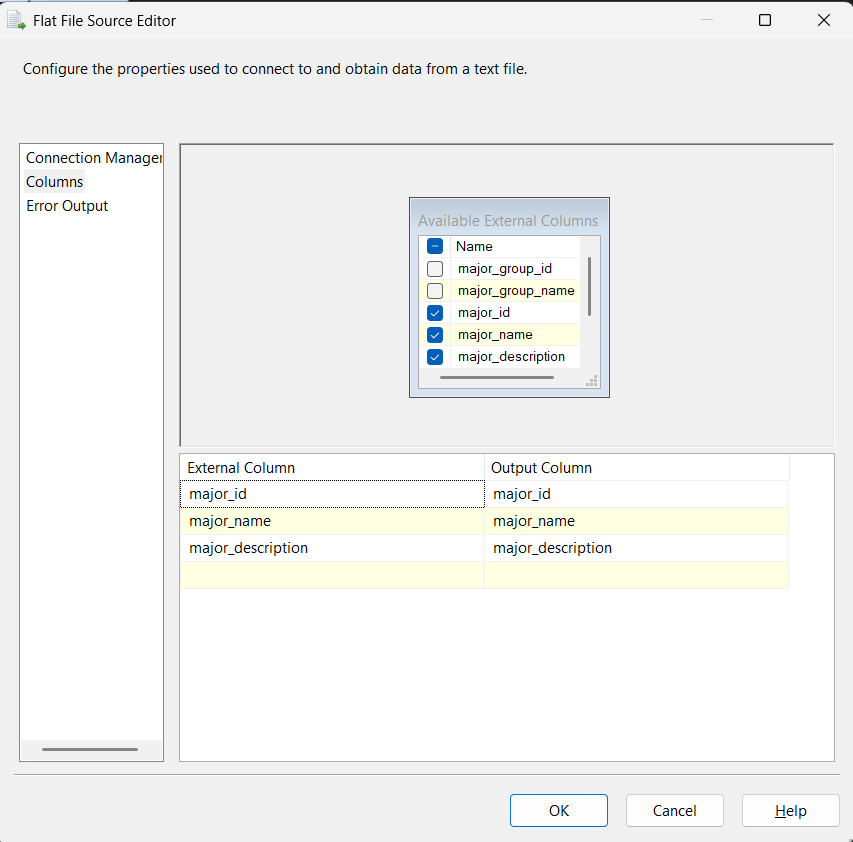 Flat File Source Editor
Configure the properties used to connect to and obtain data from a text file.
Connection Manager
Columns
Error Output
Available External Columns
Name
major_group_id
major_group_name
major_id
major_name
major_description
External Column Output Column
major_id major_id
major_name major_name
major_description major_description
OK Cancel Help